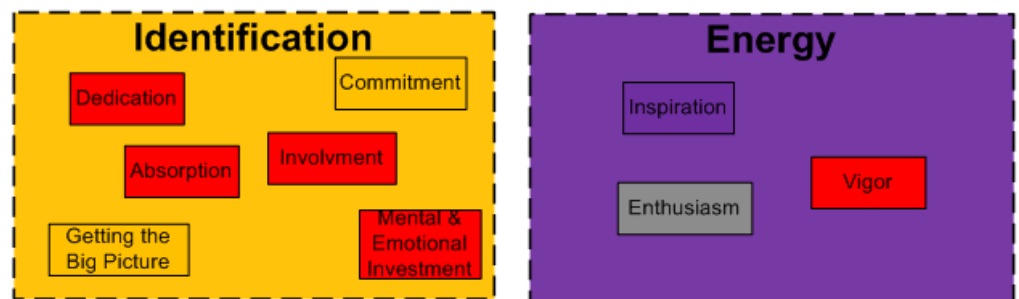 Identification
Commitment
Dedication
Involvment
Absorption
Getting the
Big Picture
Mental &
Emotional
Investment
Energy
Inspiration
Vigor
Enthusiasm